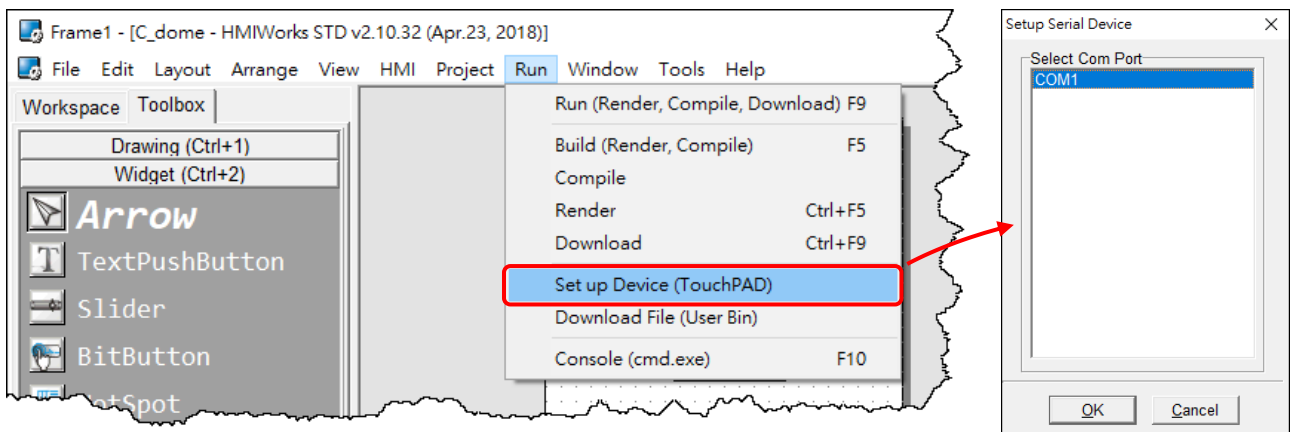 Frame1 - [C_dome - HMIWorks STD v2.10.32 (Apr.23, 2018)]
File Edit Layout Arrange View HMI Project Run Window Tools Help
Workspace Toolbox
Drawing (Ctrl+1)
Widget (Ctrl+2)
Arrow
TextPushButton
Slider
BitButton
otSpot
Run (Render, Compile, Download) F9
Build (Render, Compile) F5
Compile
Render Ctrl+F5
Download Ctrl+F9
Set up Device (TouchPAD)
Download File (User Bin)
Console (cmd.exe) F10
Setup Serial Device
Select Com Port
COM1
OK Cancel